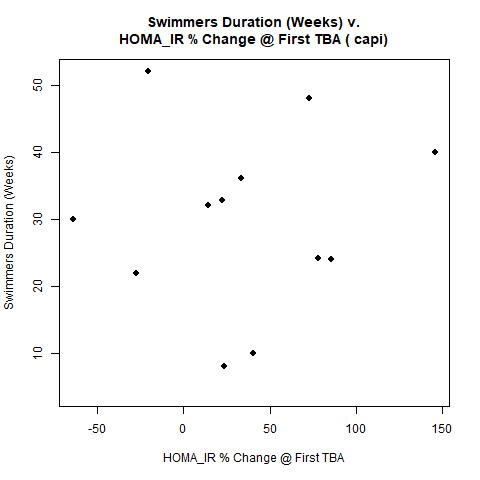 Swimmers Duration (Weeks) v.
HOMA_IR % Change @ First TBA ( capi)
Swimmers Duration (Weeks)
50
40
30
20
10
-50
0
50
100
150
HOMA_IR % Change @ First TBA